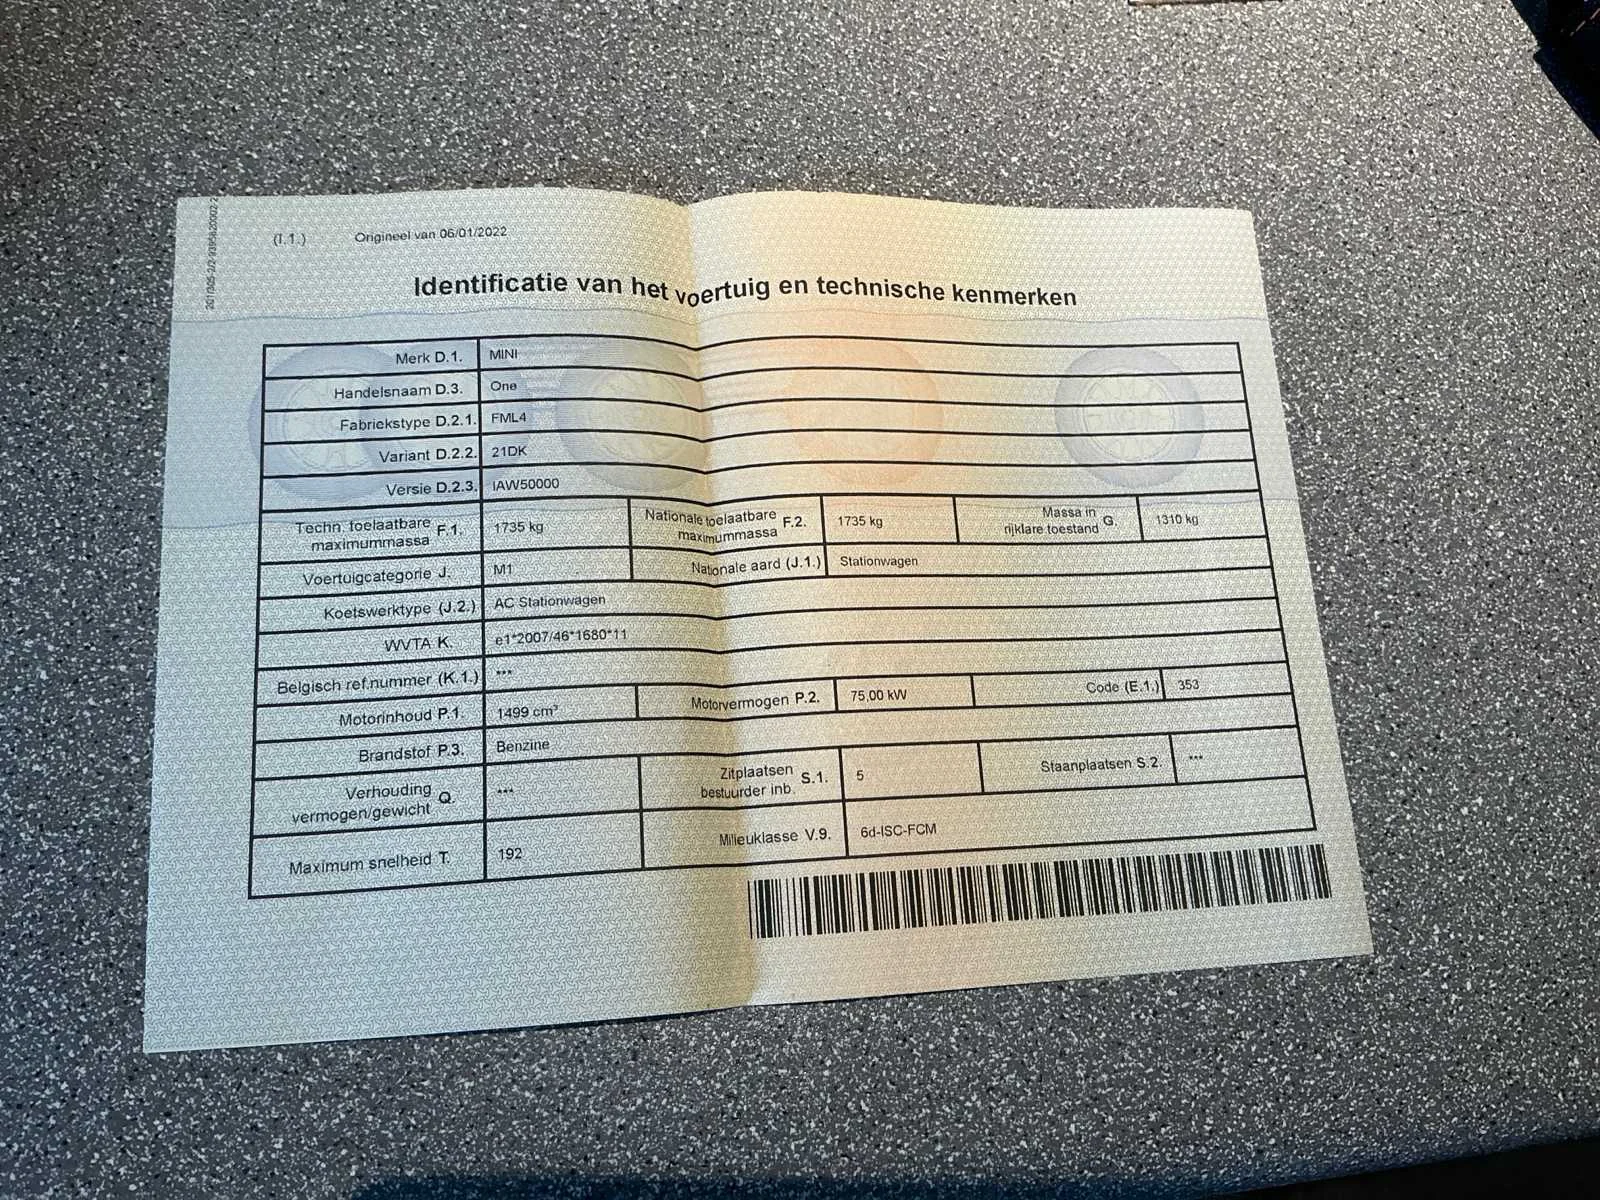 (I.1.) Origineel van 06/01/2022
Identificatie van het voertuig en technische kenmerken
Merk D.1. MINI
Handelsnaam D.3. One
Fabriekstype D.2.1. FML4
Variant D.2.2. 21DK
Versie D.2.3. IAW50000
Techn. toelaatbare maximummassa F.1. 1735 kg Nationale toelaatbare maximummassa F.2. 1735 kg Massa in rijklare toestand G. 1310 kg
Voertuigcategorie J. M1 Nationale aard (J.1.) Stationwagen
Koetswerktype (J.2.) AC Stationwagen
WVTA K. e1*2007/46*1680*11
Belgisch ref.nummer (K.1.) ***
Motorinhoud P.1. 1499 cm³ Motorvermogen P.2. 75,00 kW Code (E.1.) 353
Brandstof P.3. Benzine
Verhouding vermogen/gewicht Q. *** Zitplaatsen bestuurder inb. S.1. 5 Staanplaatsen S.2. ***
Maximum snelheid T. 192 Milieuklasse V.9. 6d-ISC-FCM